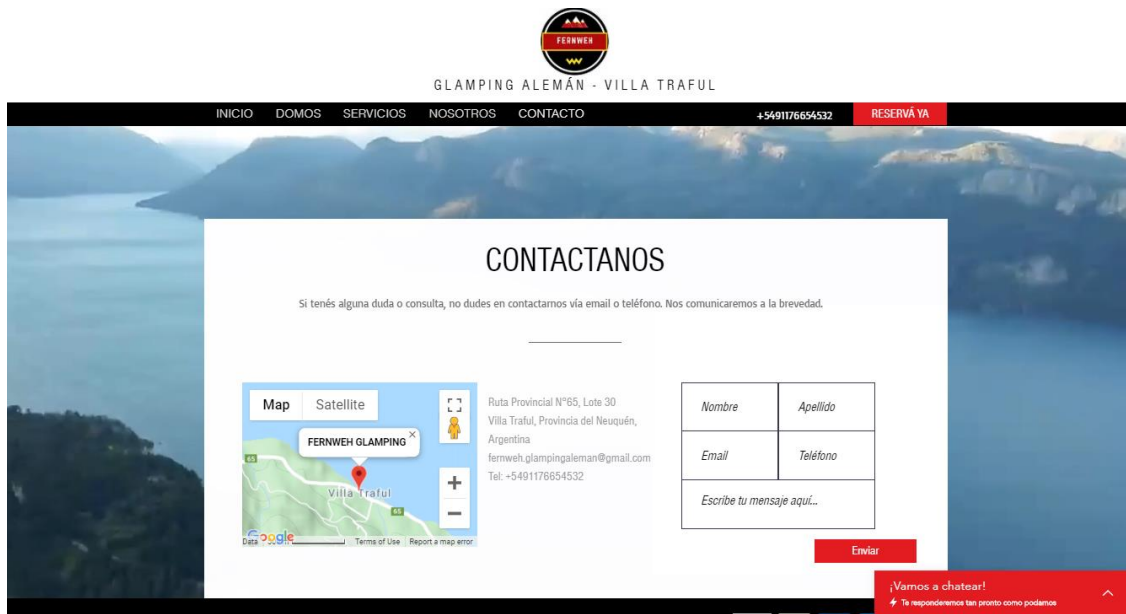 FERNWEH
GLAMPING ALEMÁN - VILLA TRAFUL
INICIO DOMOS SERVICIOS NOSOTROS CONTACTO +5491176654532 RESERVÁ YA
CONTACTANOS
Si tenés alguna duda o consulta, no dudes en contactarnos vía email o teléfono. Nos comunicaremos a la brevedad.
Map Satellite
FERNWEH GLAMPING
65
Villa Traful
65
Google
Data Terms of Use Report a map error
Ruta Provincial N°65, Lote 30
Villa Traful, Provincia del Neuquén,
Argentina
fernweh.glampingaleman@gmail.com
Tel: +5491176654532
Nombre Apellido
Email Teléfono
Escribe tu mensaje aquí...
Enviar
¡Vamos a chatear!
Te responderemos tan pronto como podamos